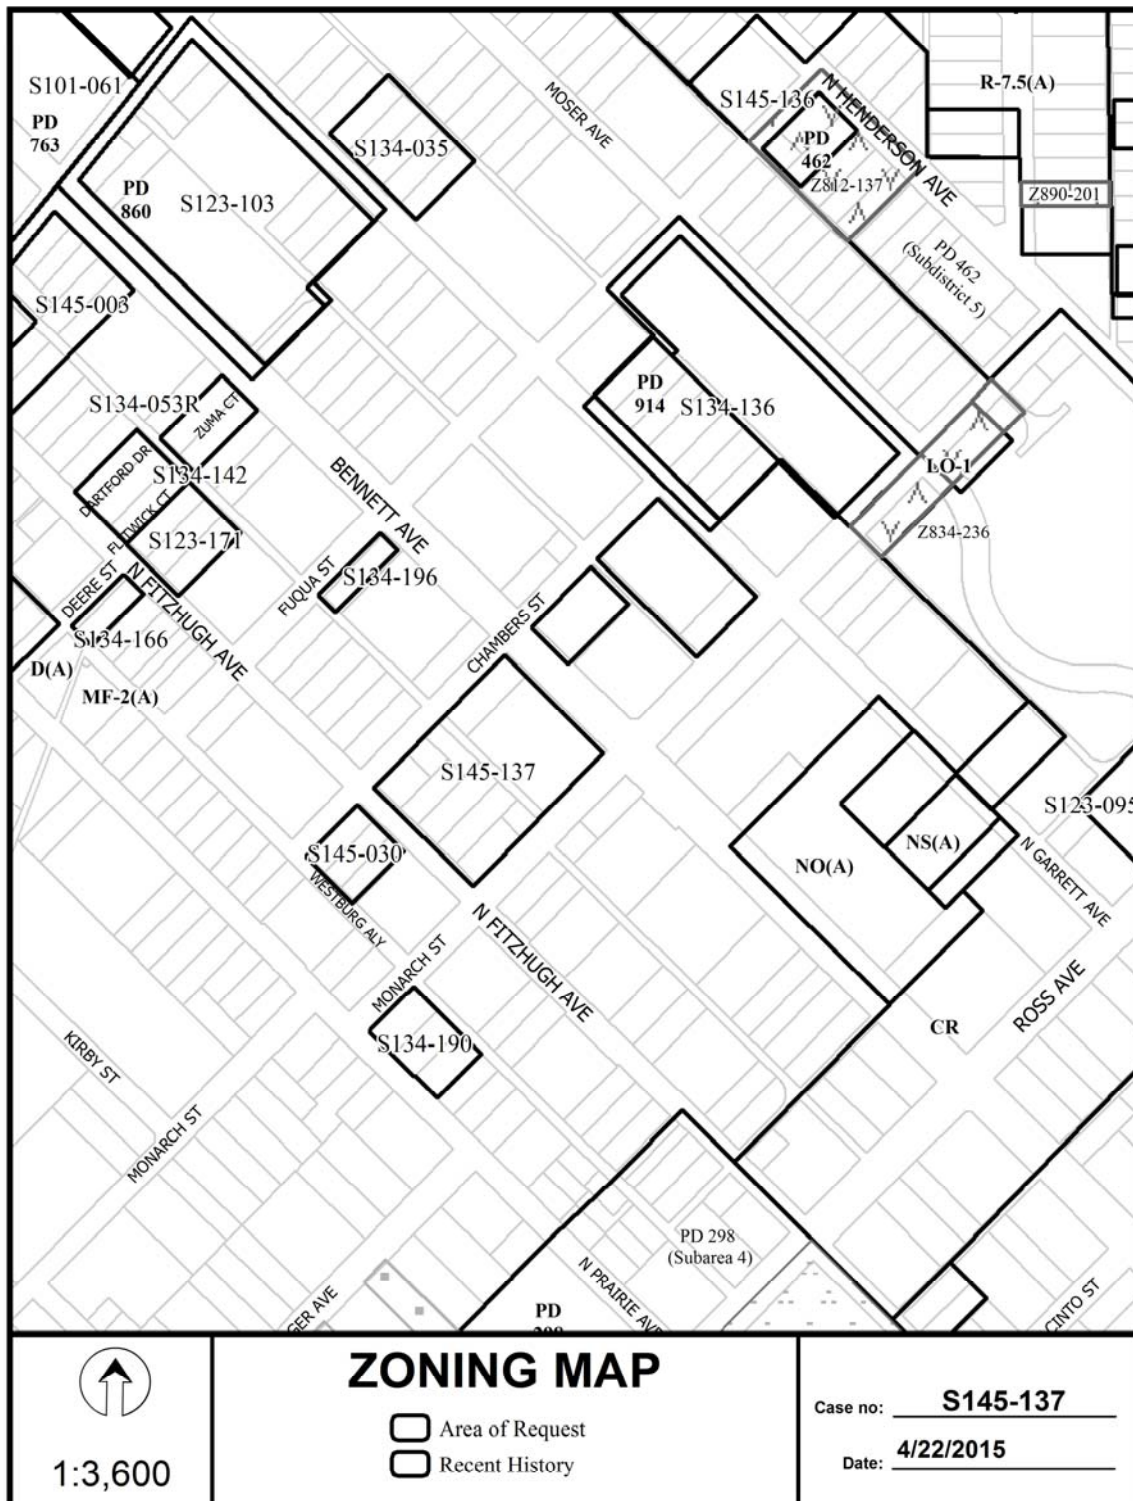 S101-061
PD
763
PD
860
S123-103
S134-035
MOSER AVE
S145-136
N HENDERSON AVE
PD
462
Z812-137
R-7.5(A)
Z890-201
PD 462
(Subdistrict 5)
S145-003
S134-053R
ZUMA CT
PD
914
S134-136
LO-1
Z834-236
DARTFORD DR
S134-142
FLITWICK CT
S123-171
BENNETT AVE
DEERE ST
N FITZHUGH AVE
S134-166
FUQUA ST
S134-196
CHAMBERS ST
D(A)
MF-2(A)
S145-137
S123-095
S145-030
WESTBURG ALY
NO(A)
NS(A)
N GARRETT AVE
N FITZHUGH AVE
MONARCH ST
ROSS AVE
CR
S134-190
KIRBY ST
MONARCH ST
PD 298
(Subarea 4)
N PRAIRIE AVE
GER AVE
PD
CINTO ST
1:3,600
ZONING MAP
Area of Request
Recent History
Case no: S145-137
Date: 4/22/2015